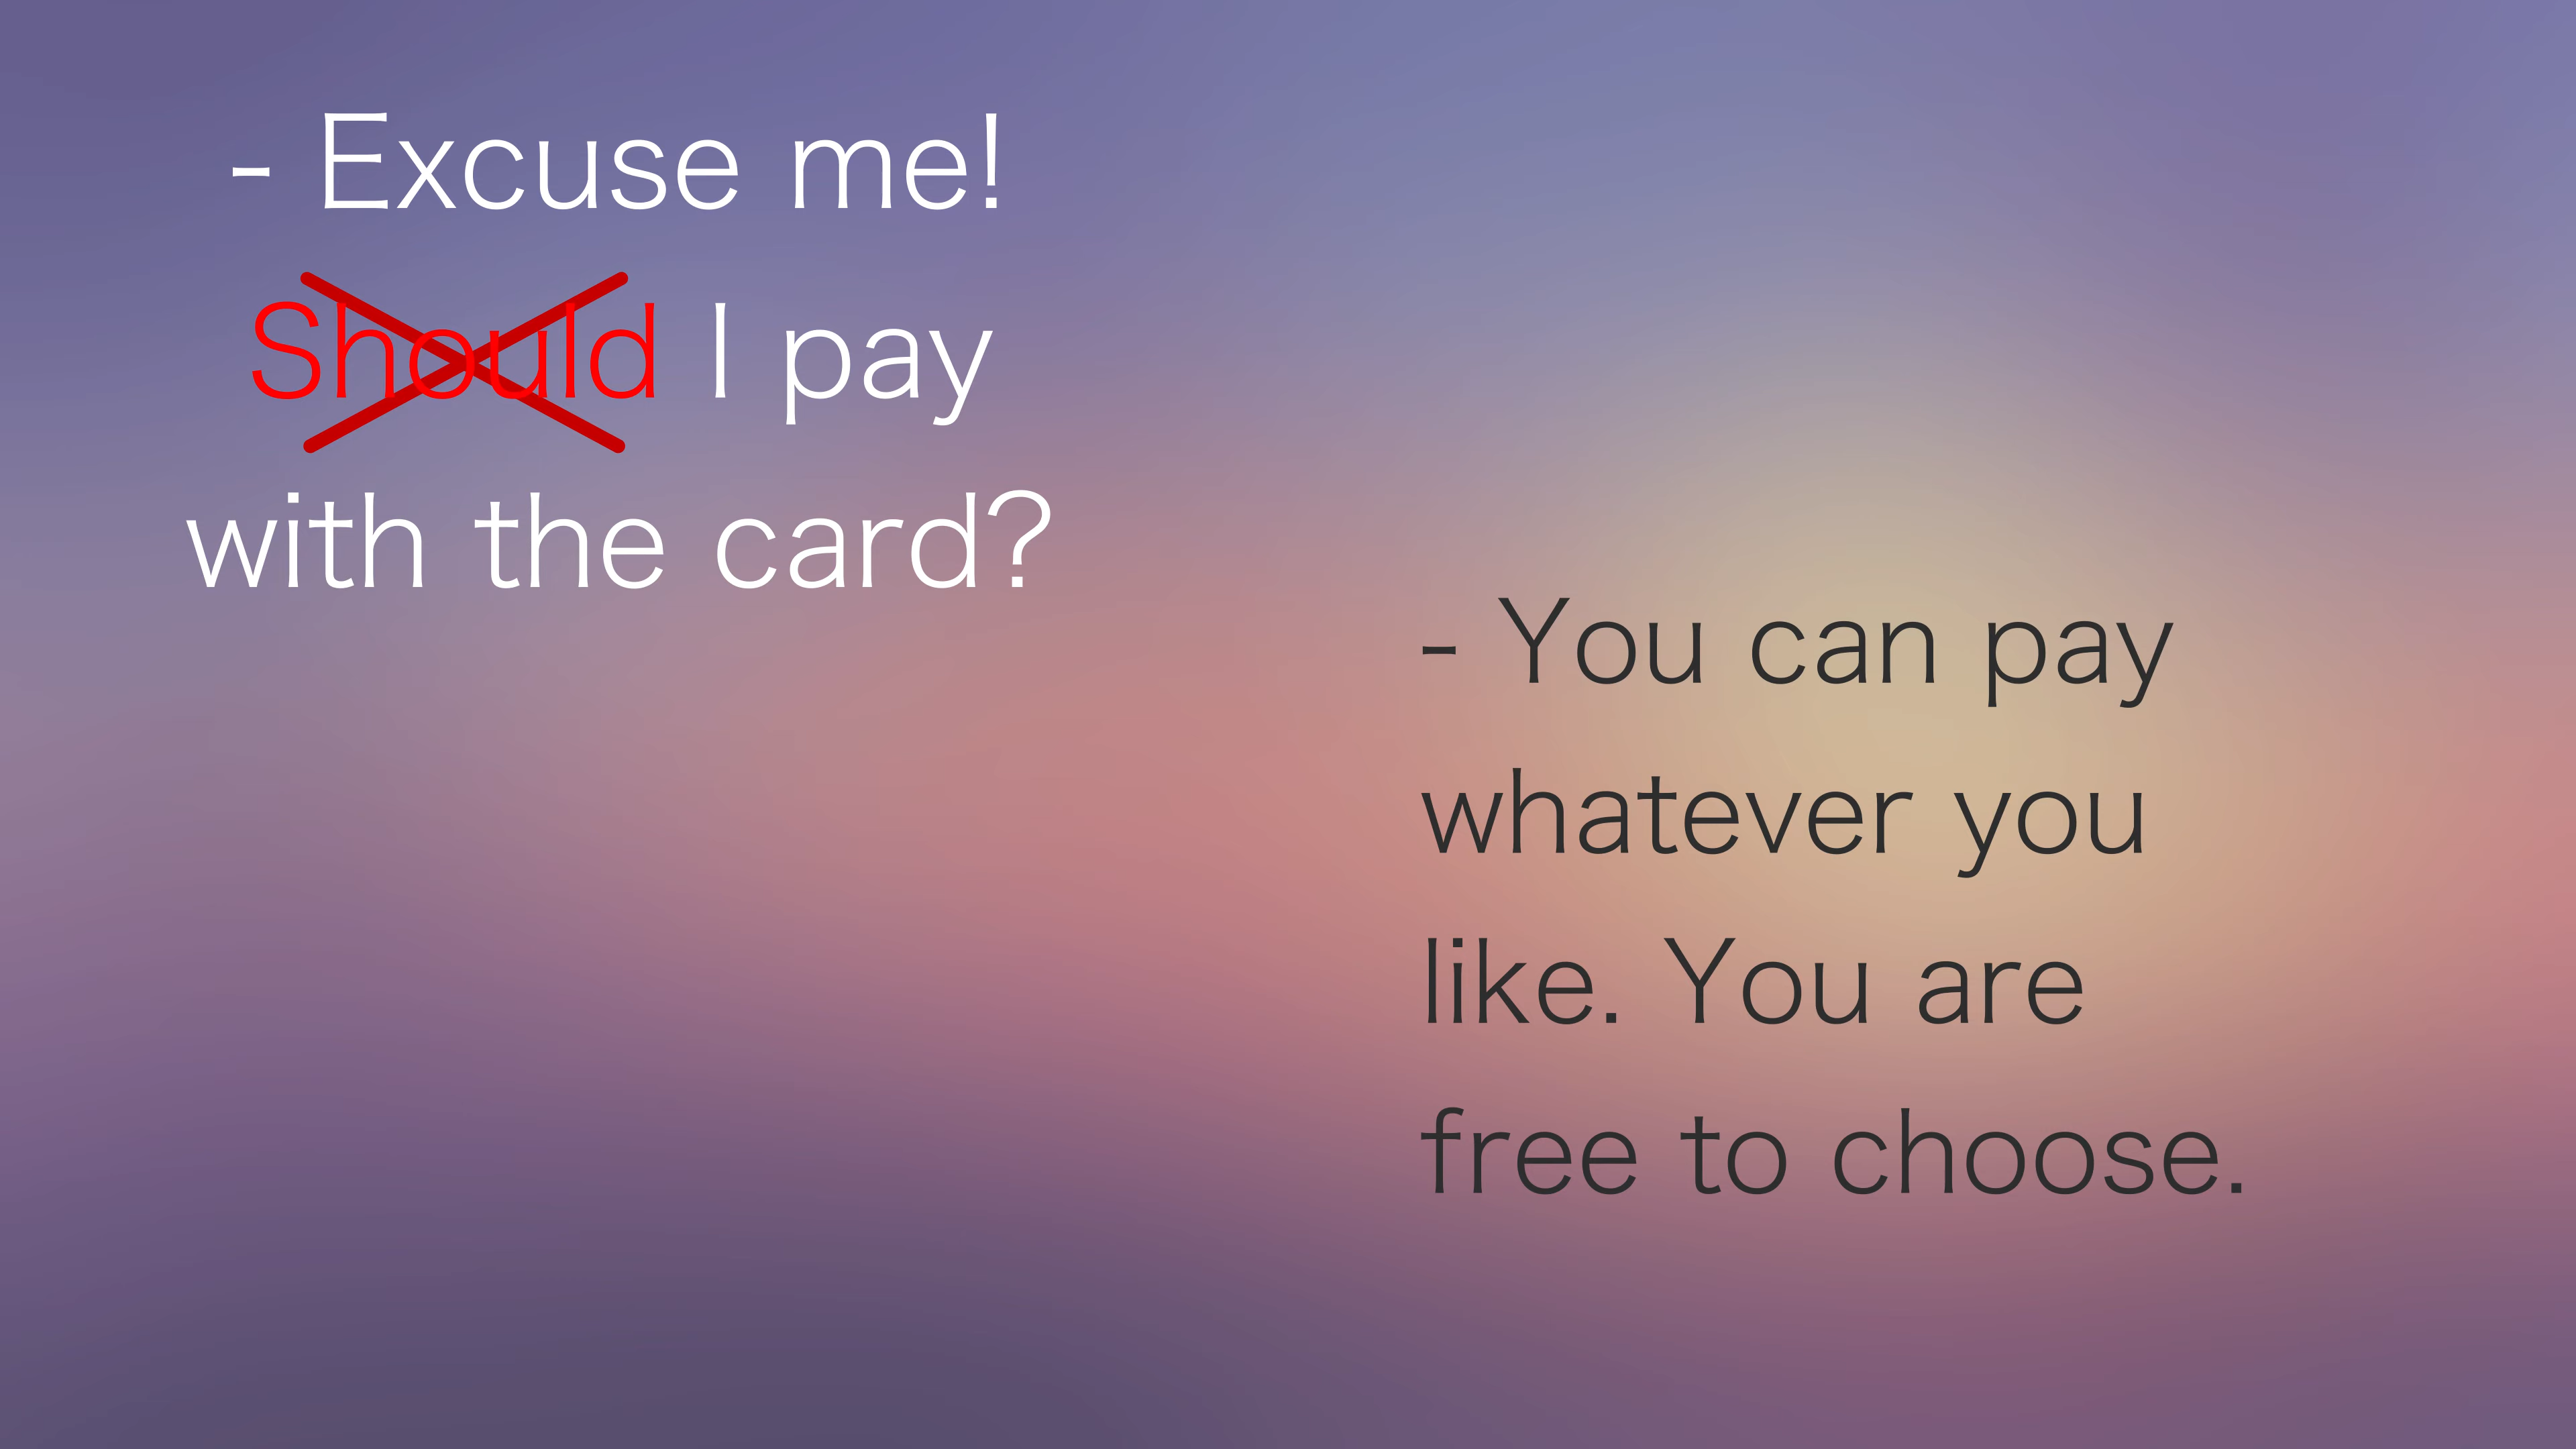 - Excuse me!
Should I pay
with the card?
- You can pay
whatever you
like. You are
free to choose.